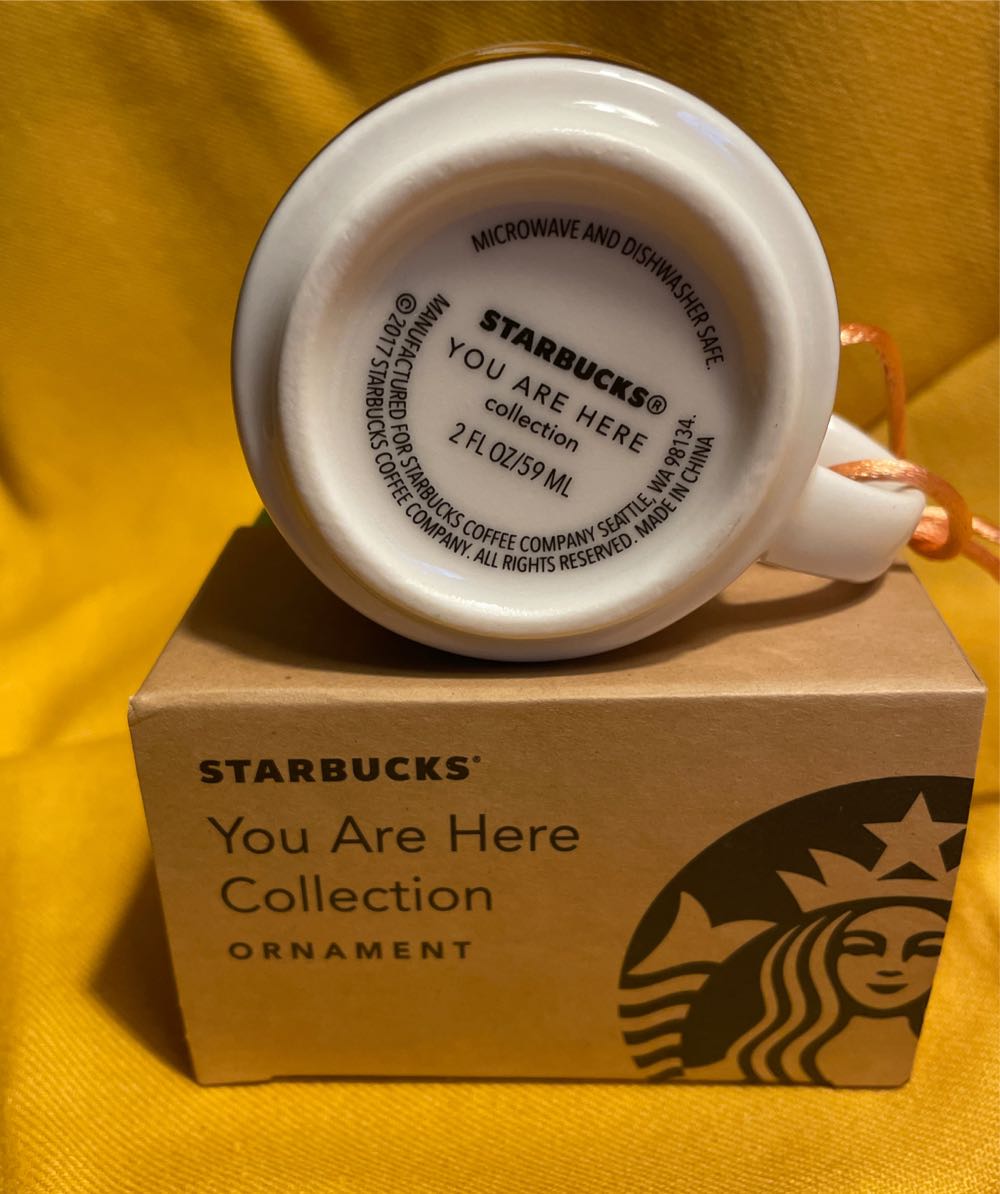 MICROWAVE AND DISHWASHER SAFE.
STARBUCKS®
YOU ARE HERE
collection
2 FL OZ/59 ML
MANUFACTURED FOR STARBUCKS COFFEE COMPANY SEATTLE, WA 98134.
© 2017 STARBUCKS COFFEE COMPANY. ALL RIGHTS RESERVED. MADE IN CHINA
STARBUCKS®
You Are Here
Collection
ORNAMENT